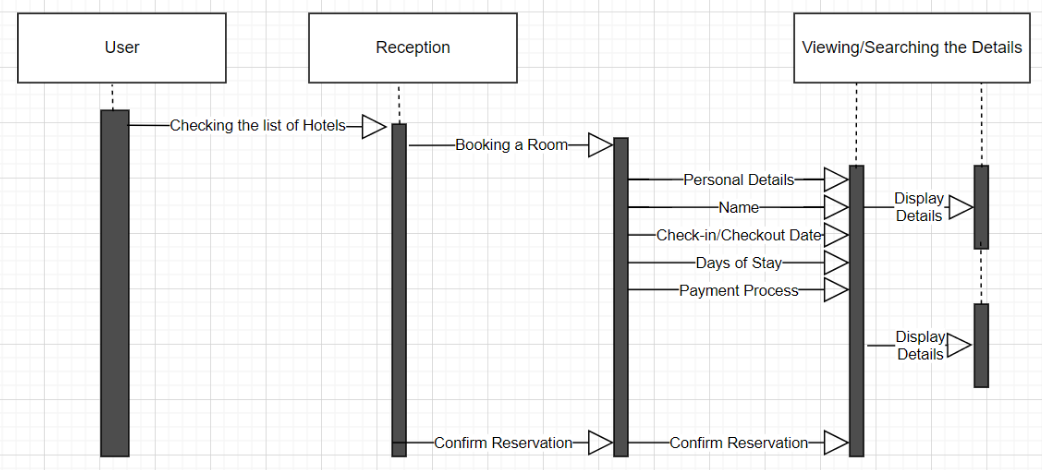 User
Reception
Viewing/Searching the Details
Checking the list of Hotels
Booking a Room
Personal Details
Name
Display
Details
Check-in/Checkout Date
Days of Stay
Payment Process
Display
Details
Confirm Reservation
Confirm Reservation